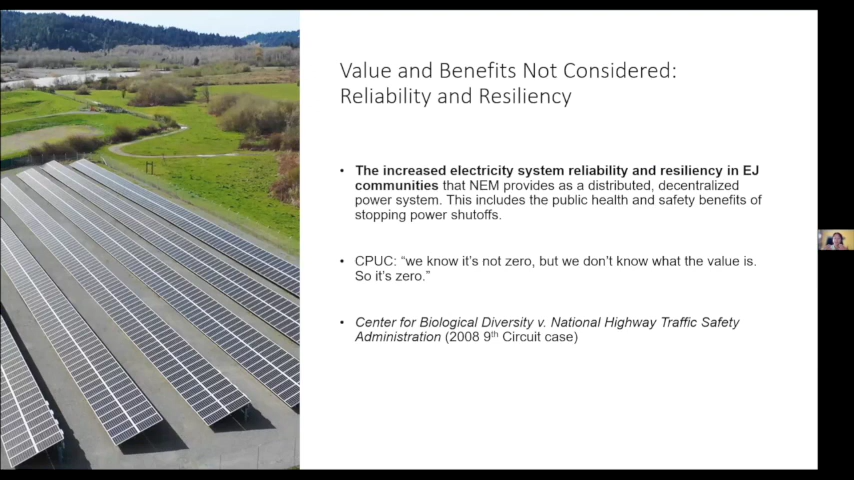 Value and Benefits Not Considered:
Reliability and Resiliency
• The increased electricity system reliability and resiliency in EJ
communities that NEM provides as a distributed, decentralized
power system. This includes the public health and safety benefits of
stopping power shutoffs.
• CPUC: “we know it’s not zero, but we don’t know what the value is.
So it’s zero.”
• Center for Biological Diversity v. National Highway Traffic Safety
Administration (2008 9th Circuit case)